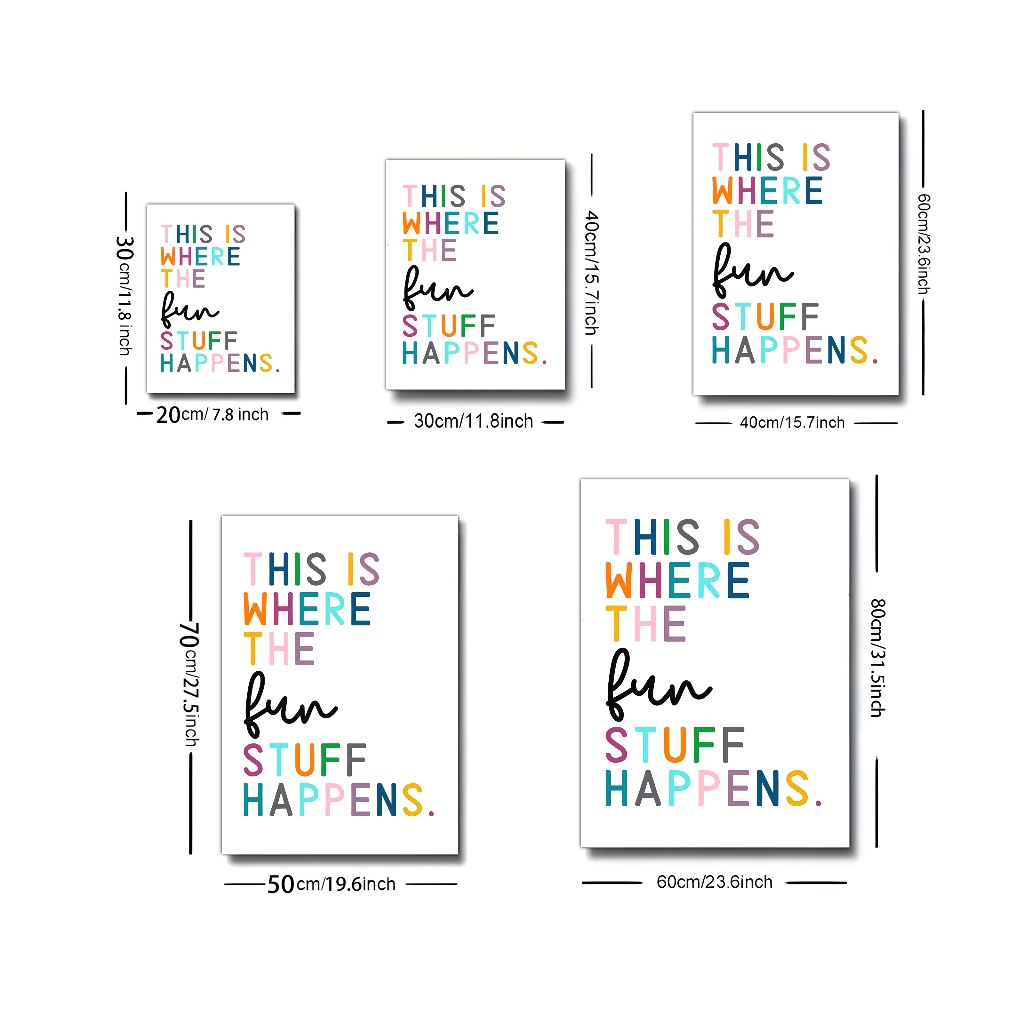 THIS IS
WHERE
THE
fun
STUFF
HAPPENS.
30cm/11.8 inch
20cm/ 7.8 inch
THIS IS
WHERE
THE
fun
STUFF
HAPPENS.
40cm/15.7inch
30cm/11.8inch
THIS IS
WHERE
THE
fun
STUFF
HAPPENS.
60cm/23.6inch
40cm/15.7inch
THIS IS
WHERE
THE
fun
STUFF
HAPPENS.
70cm/27.5inch
50cm/19.6inch
THIS IS
WHERE
THE
fun
STUFF
HAPPENS.
80cm/31.5inch
60cm/23.6inch